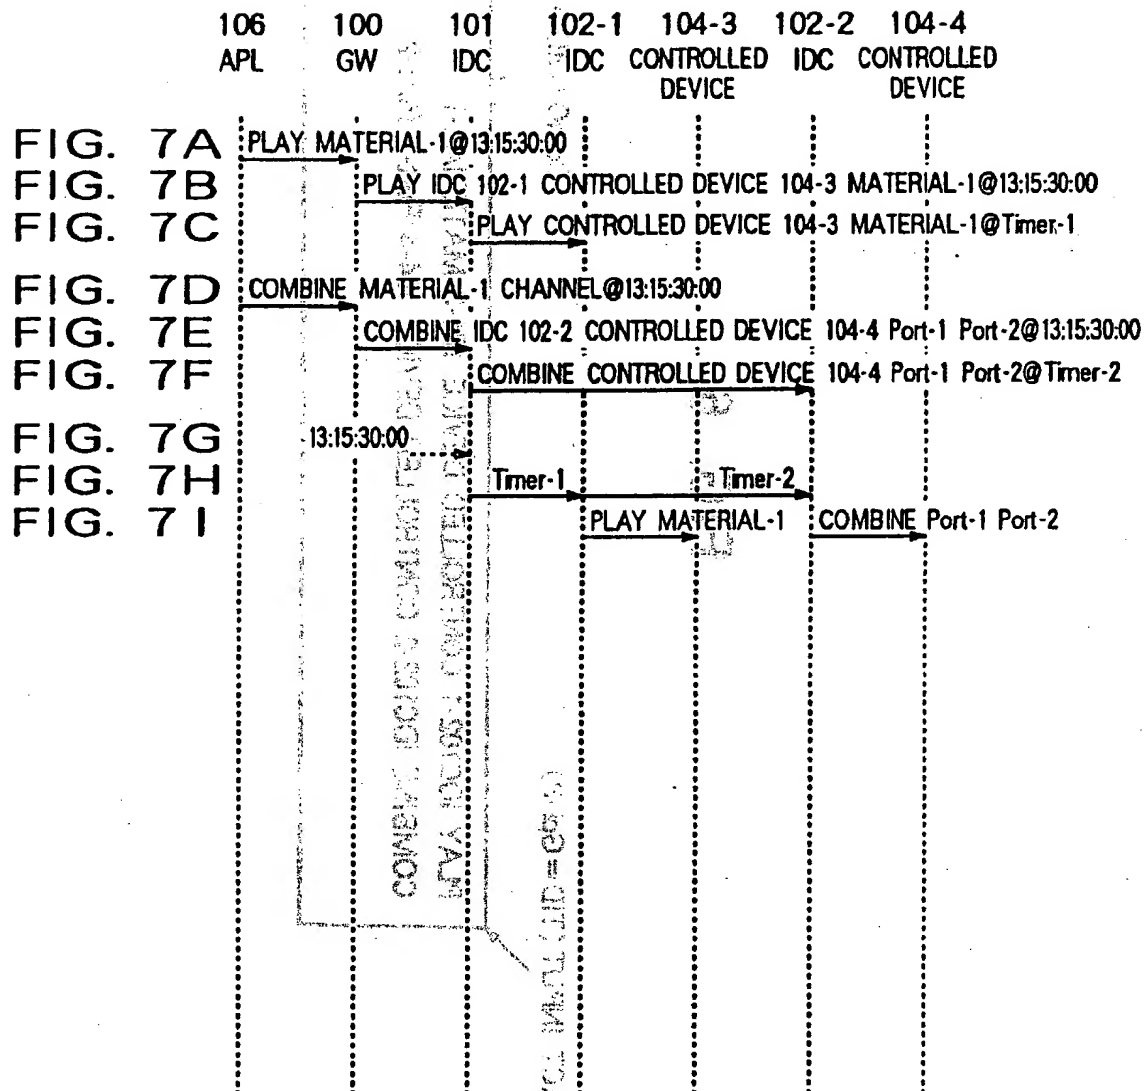 106 100 101 102-1 104-3 102-2 104-4
APL GW IDC IDC CONTROLLED DEVICE IDC CONTROLLED DEVICE
FIG. 7A PLAY MATERIAL-1@13:15:30:00
FIG. 7B PLAY IDC 102-1 CONTROLLED DEVICE 104-3 MATERIAL-1@13:15:30:00
FIG. 7C PLAY CONTROLLED DEVICE 104-3 MATERIAL-1@Timer-1
FIG. 7D COMBINE MATERIAL-1 CHANNEL@13:15:30:00
FIG. 7E COMBINE IDC 102-2 CONTROLLED DEVICE 104-4 Port-1 Port-2@13:15:30:00
FIG. 7F COMBINE CONTROLLED DEVICE 104-4 Port-1 Port-2@Timer-2
FIG. 7G 13:15:30:00
FIG. 7H Timer-1 Timer-2
FIG. 7I PLAY MATERIAL-1 COMBINE Port-1 Port-2